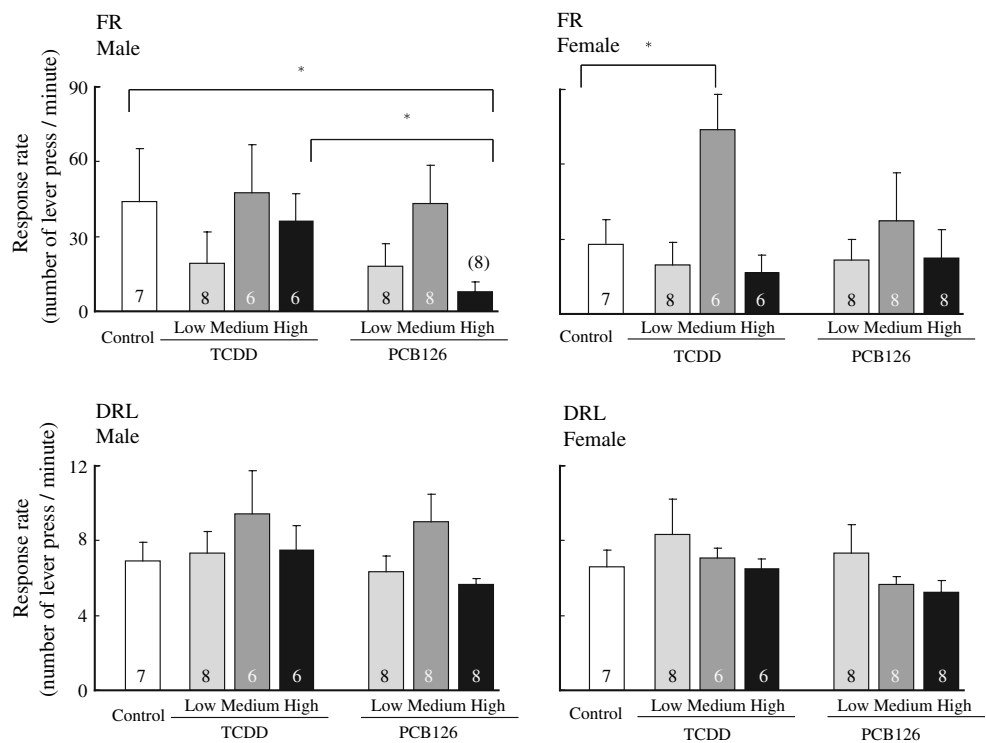 FR
Male
*
*
90
60
30
0
Response rate
(number of lever press / minute)
7
8
6
6
8
8
(8)
Control
Low Medium High
TCDD
Low Medium High
PCB126
FR
Female
*
7
8
6
6
8
8
8
Control
Low Medium High
TCDD
Low Medium High
PCB126
DRL
Male
12
8
4
0
Response rate
(number of lever press / minute)
7
8
6
6
8
8
8
Control
Low Medium High
TCDD
Low Medium High
PCB126
DRL
Female
7
8
6
6
8
8
8
Control
Low Medium High
TCDD
Low Medium High
PCB126